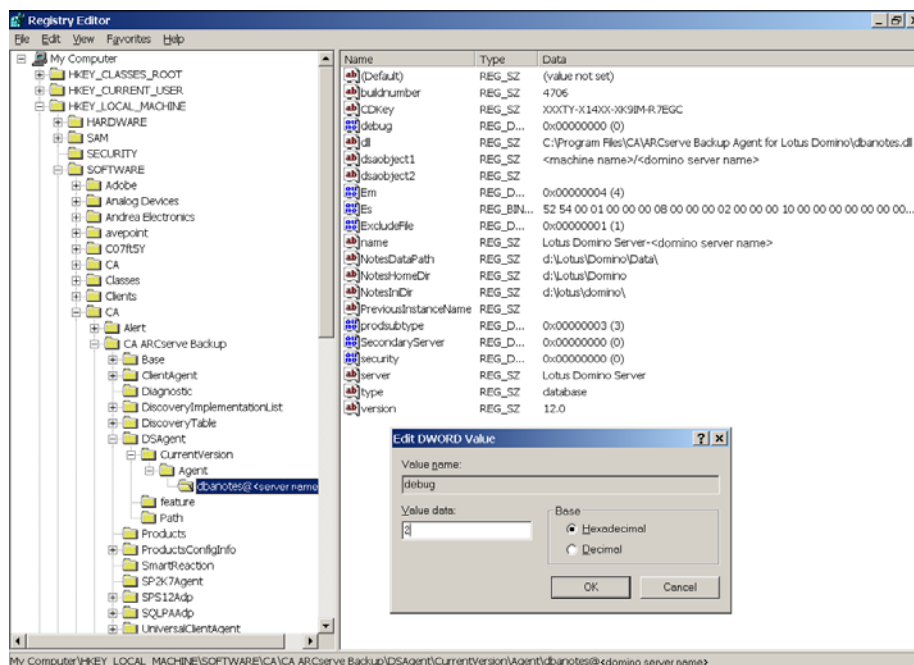 Registry Editor
File Edit View Favorites Help
My Computer
HKEY_CLASSES_ROOT
HKEY_CURRENT_USER
HKEY_LOCAL_MACHINE
HARDWARE
SAM
SECURITY
SOFTWARE
Adobe
Analog Devices
Andrea Electronics
avepoint
C07ft5Y
CA
Classes
Clients
CA
Alert
CA ARCserve Backup
Base
ClientAgent
Diagnostic
DiscoveryImplementationList
DiscoveryTable
DSAgent
CurrentVersion
Agent
dbanotes@<server name
feature
Path
Products
ProductsConfigInfo
SmartReaction
SP2K7Agent
SPS12Adp
SQLPAAdp
UniversalClientAgent
Name Type Data
(Default) REG_SZ (value not set)
buildnumber REG_SZ 4706
CDKey REG_SZ XXXTY-X14XX-XK9IM-R7EGC
debug REG_D... 0x00000000 (0)
dll REG_SZ C:\Program Files\CA\ARCserve Backup Agent for Lotus Domino\dbanotes.dl
dsaobject1 REG_SZ <machine name>/<domino server name>
dsaobject2 REG_SZ
Em REG_D... 0x00000004 (4)
Es REG_BIN... 52 54 00 01 00 00 00 08 00 00 00 02 00 00 00 10 00 00 00 00 00 00 00...
ExcludeFile REG_D... 0x00000001 (1)
name REG_SZ Lotus Domino Server-<domino server name>
NotesDataPath REG_SZ d:\Lotus\Domino\Data\
NotesHomeDir REG_SZ d:\Lotus\Domino
NotesIniDir REG_SZ d:\lotus\domino\
PreviousInstanceName REG_SZ
prodsubtype REG_D... 0x00000003 (3)
SecondaryServer REG_D... 0x00000000 (0)
security REG_D... 0x00000000 (0)
server REG_SZ Lotus Domino Server
type REG_SZ database
version REG_SZ 12.0
Edit DWORD Value
Value name:
debug
Value data:
2
Base
Hexadecimal
Decimal
OK Cancel
My Computer\HKEY_LOCAL_MACHINE\SOFTWARE\CA\CA ARCserve Backup\DSAgent\CurrentVersion\Agent\dbanotes@<domino server name>